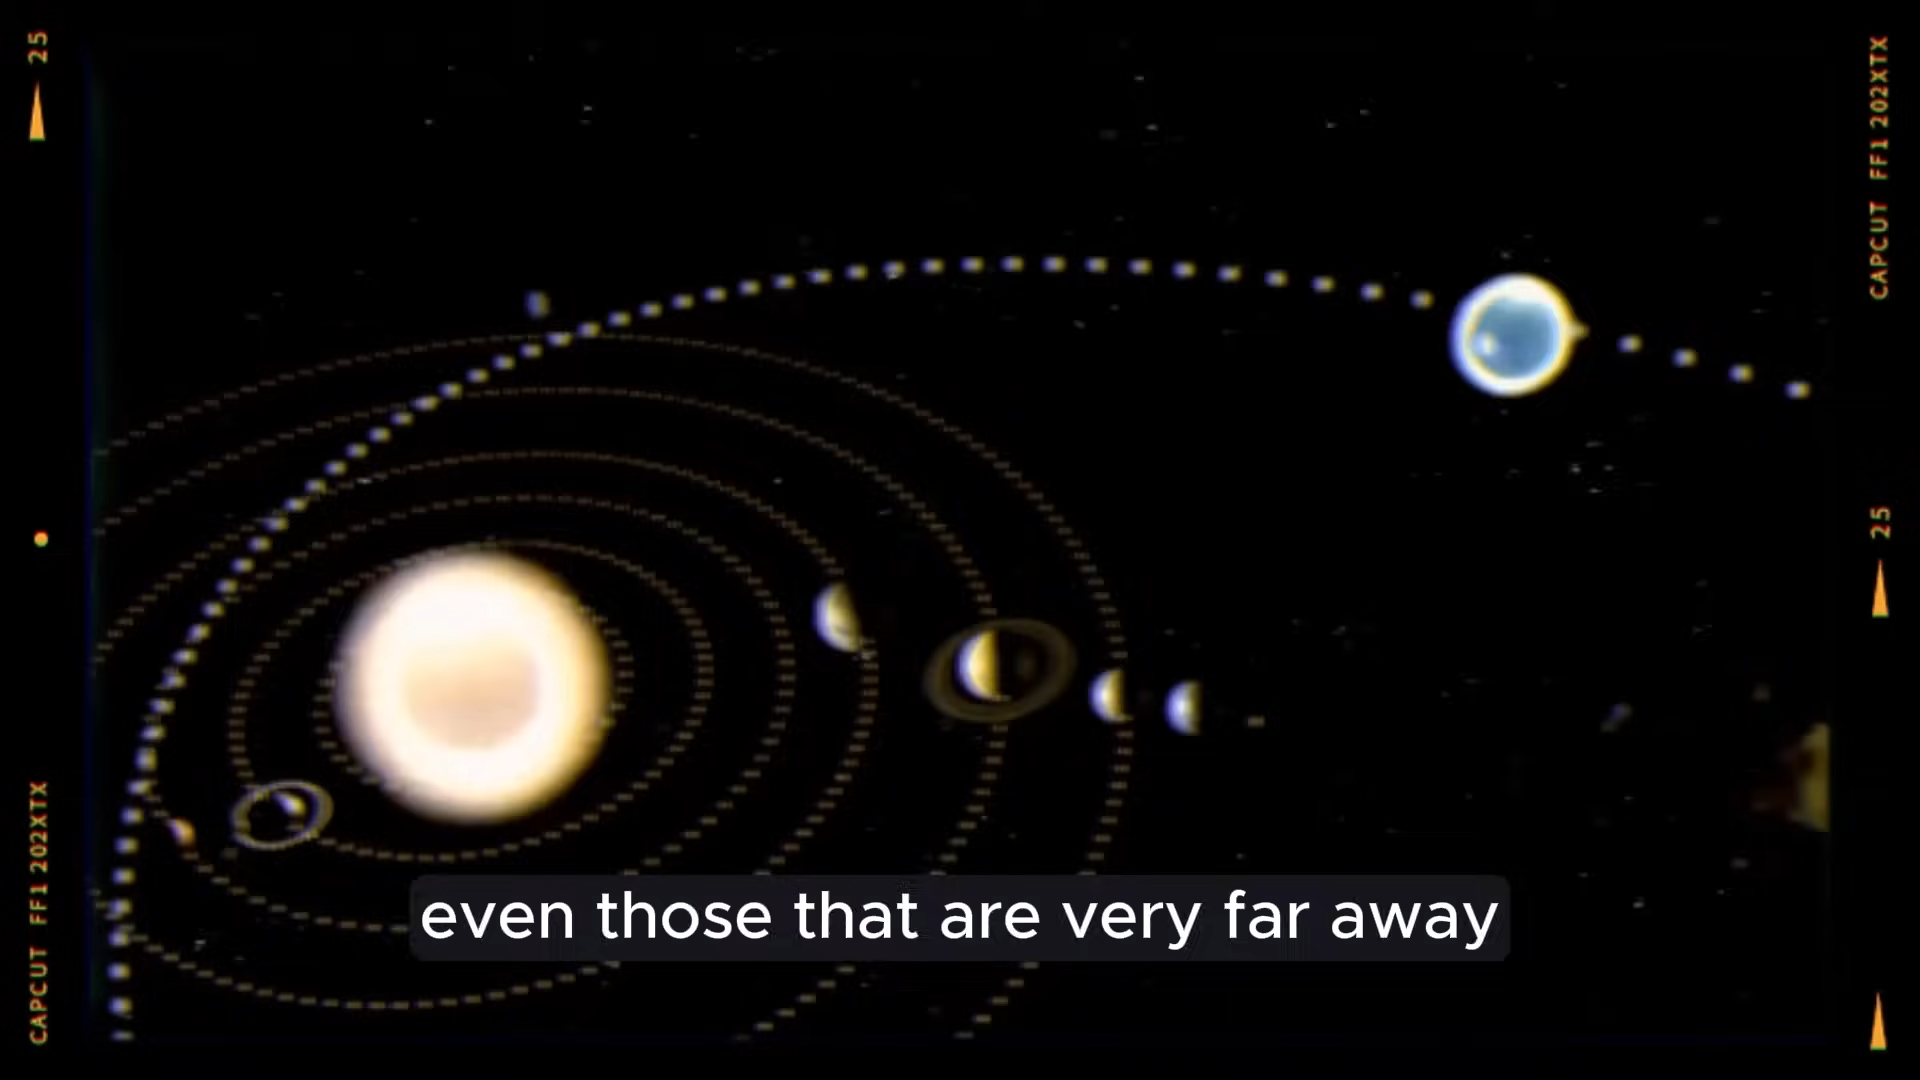 25
CAPCUT FF1 202XTX
CAPCUT FF1 202XTX
25
even those that are very far away